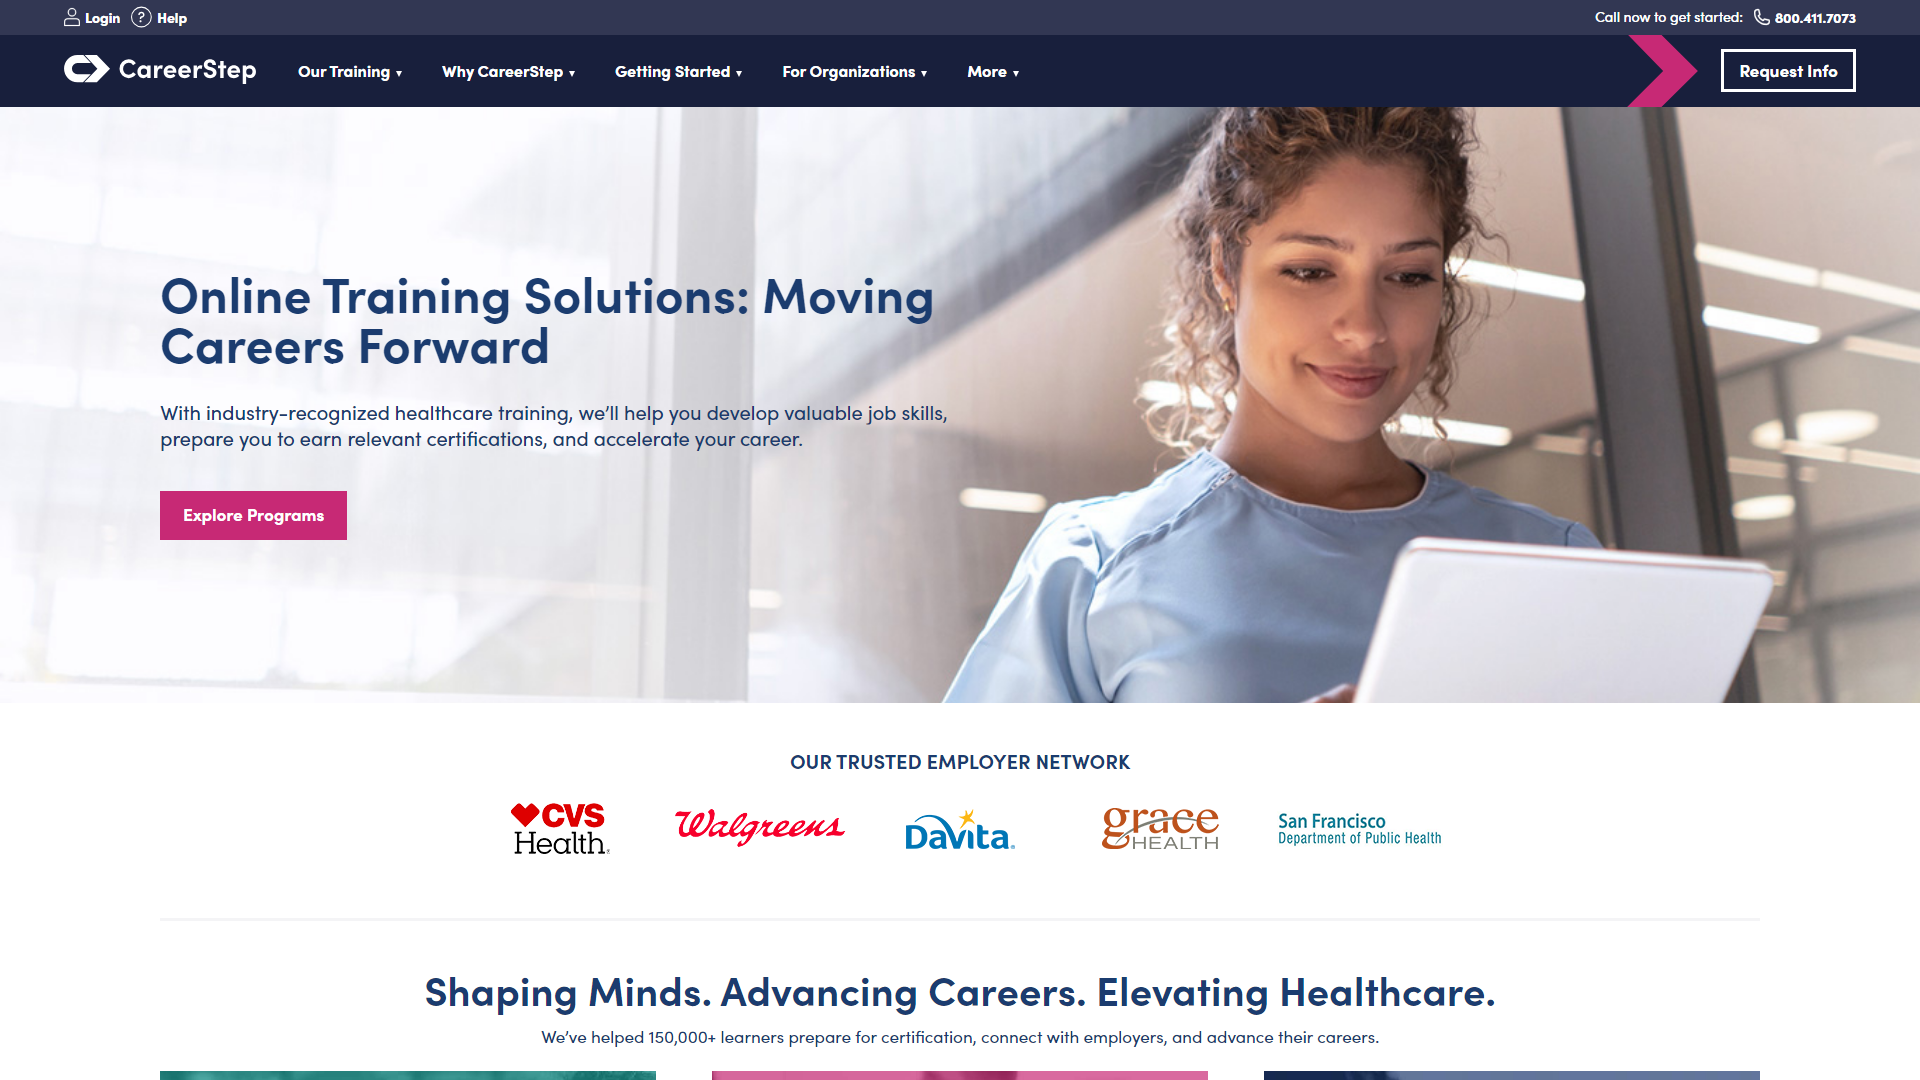 Login
Help
Call now to get started:
800.411.7073
CareerStep
Our Training ▾
Why CareerStep ▾
Getting Started ▾
For Organizations ▾
More ▾
Request Info
Online Training Solutions: Moving
Careers Forward
With industry-recognized healthcare training, we'll help you develop valuable job skills,
prepare you to earn relevant certifications, and accelerate your career.
Explore Programs
OUR TRUSTED EMPLOYER NETWORK
CVS
Health
Walgreens
DaVita
grace
HEALTH
San Francisco
Department of Public Health
Shaping Minds. Advancing Careers. Elevating Healthcare.
We've helped 150,000+ learners prepare for certification, connect with employers, and advance their careers.